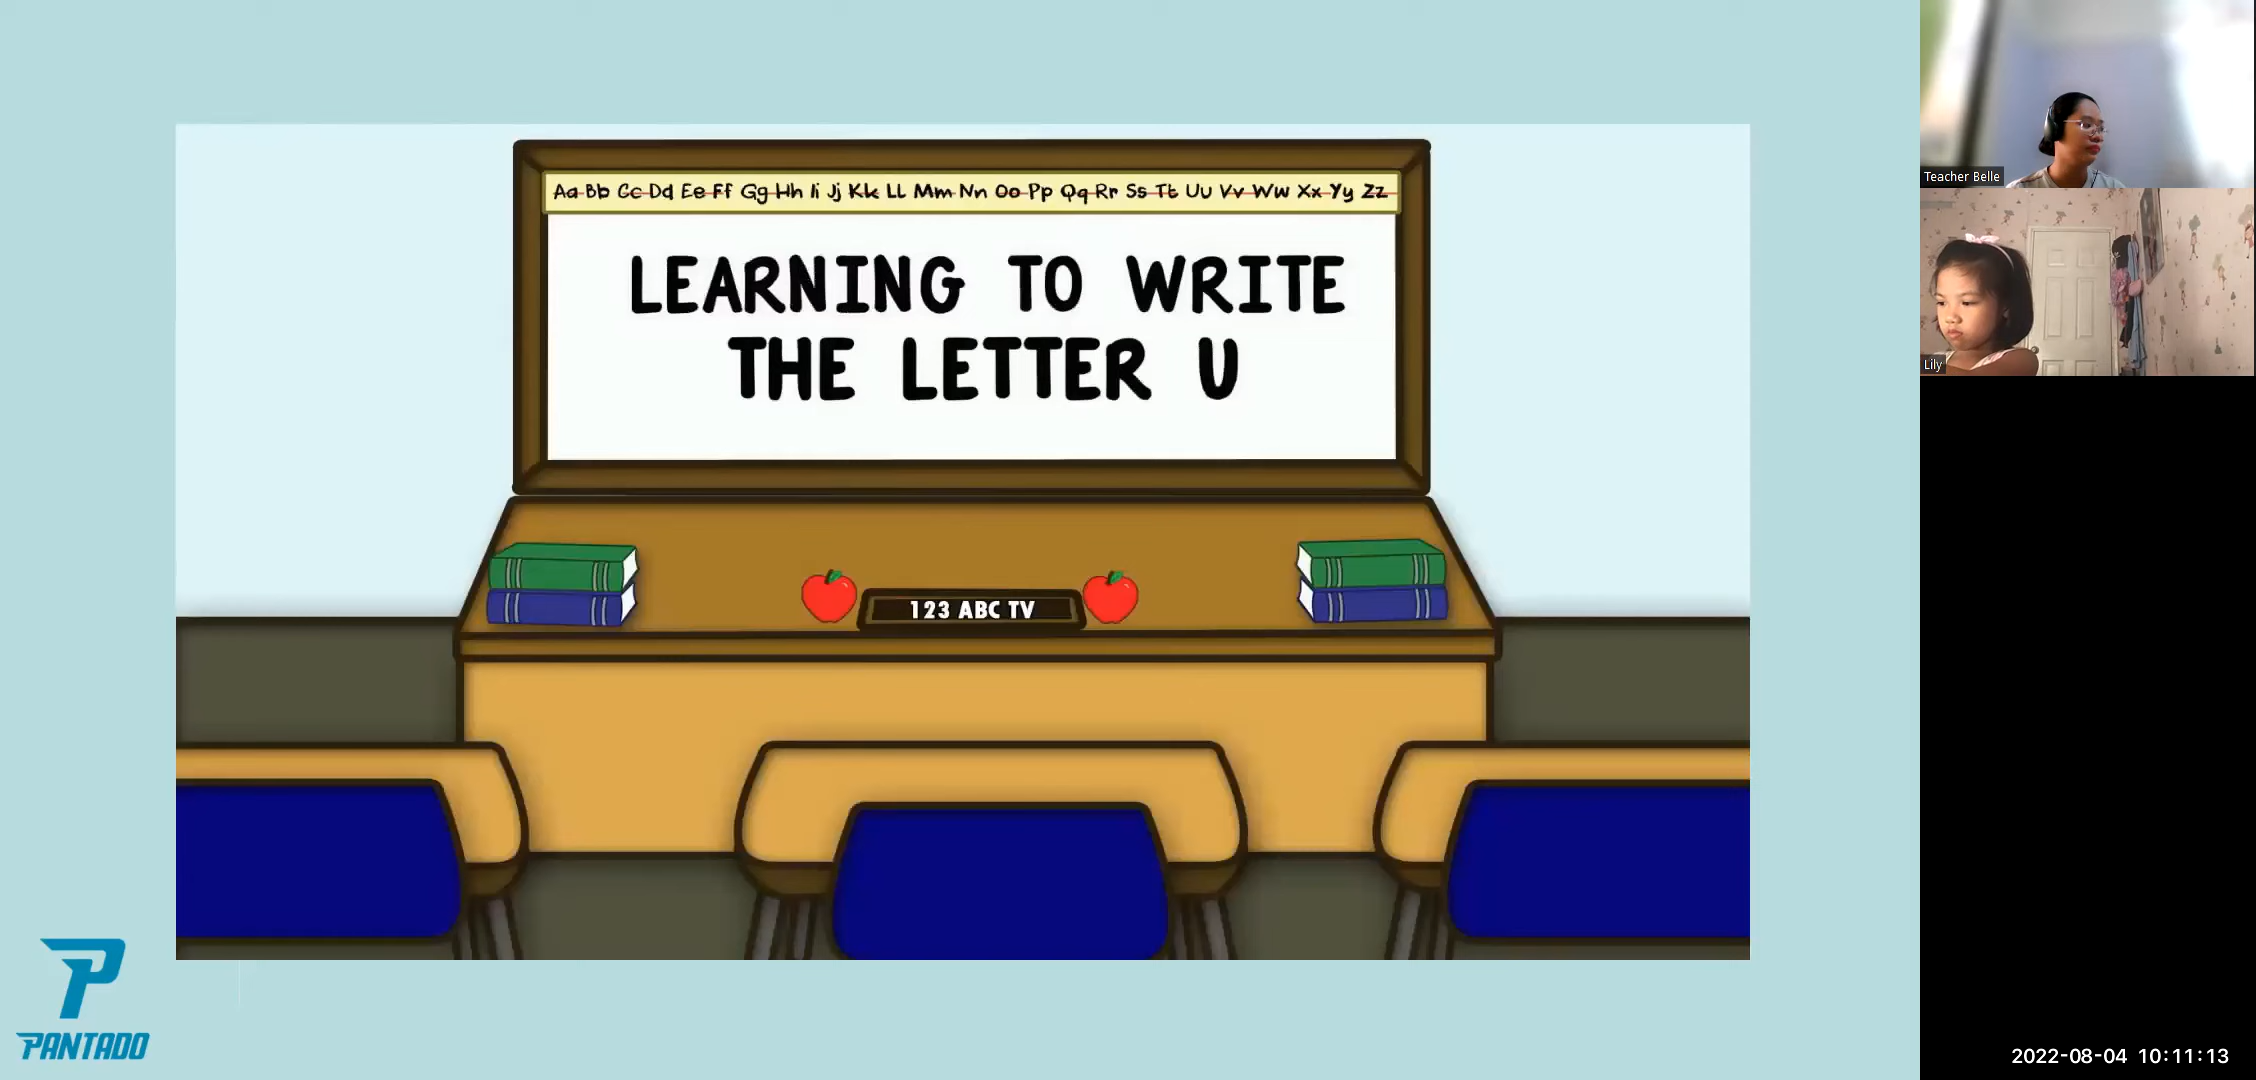 Aa Bb Cc Dd Ee Ff Gg Hh Ii Jj Kk LL Mm Nn Oo Pp Qq Rr Ss Tt Uu Vv Ww Xx Yy Zz
LEARNING TO WRITE
THE LETTER U
123 ABC TV
PANTADO
Teacher Belle
Lily
2022-08-04 10:11:13